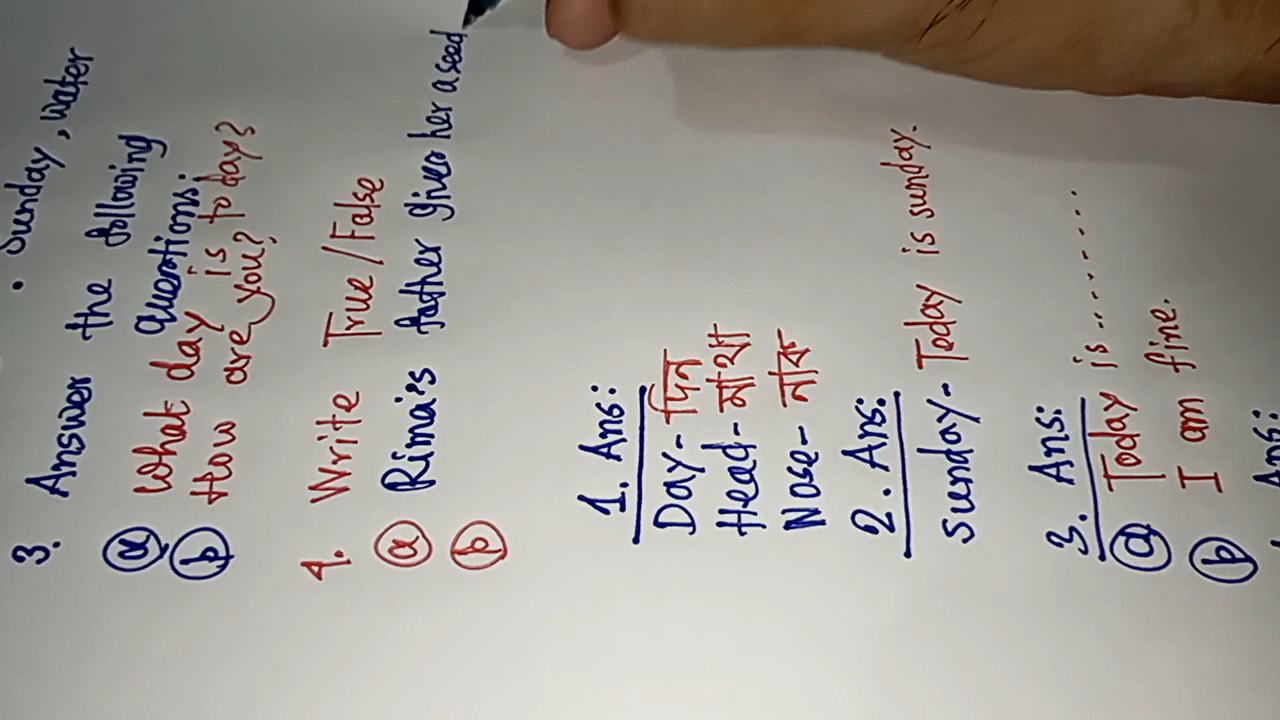 • Sunday, water
3. Answer the following
questions:
(a) What day is today?
(b) How are you?
4. Write True/False
(a) Rima's father gives her a seed
(b)
1. Ans:
Day- দিন
Head- মাথা
Nose- নাক
2. Ans:
Sunday- Today is sunday.
3. Ans:
(a) Today is........
(b) I am fine.
Ans: